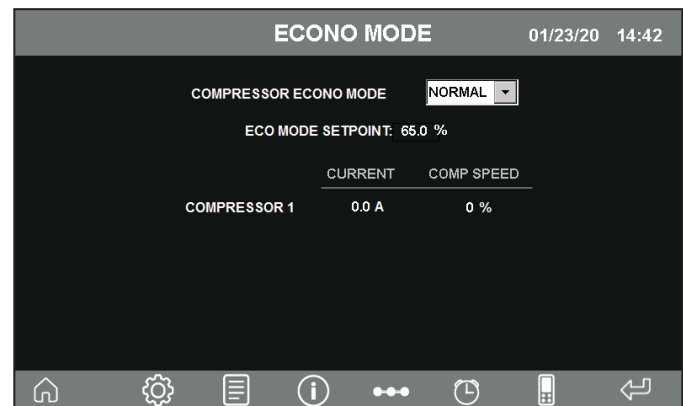 ECONO MODE 01/23/20 14:42
COMPRESSOR ECONO MODE NORMAL
ECO MODE SETPOINT: 65.0 %
CURRENT COMP SPEED
COMPRESSOR 1 0.0 A 0 %